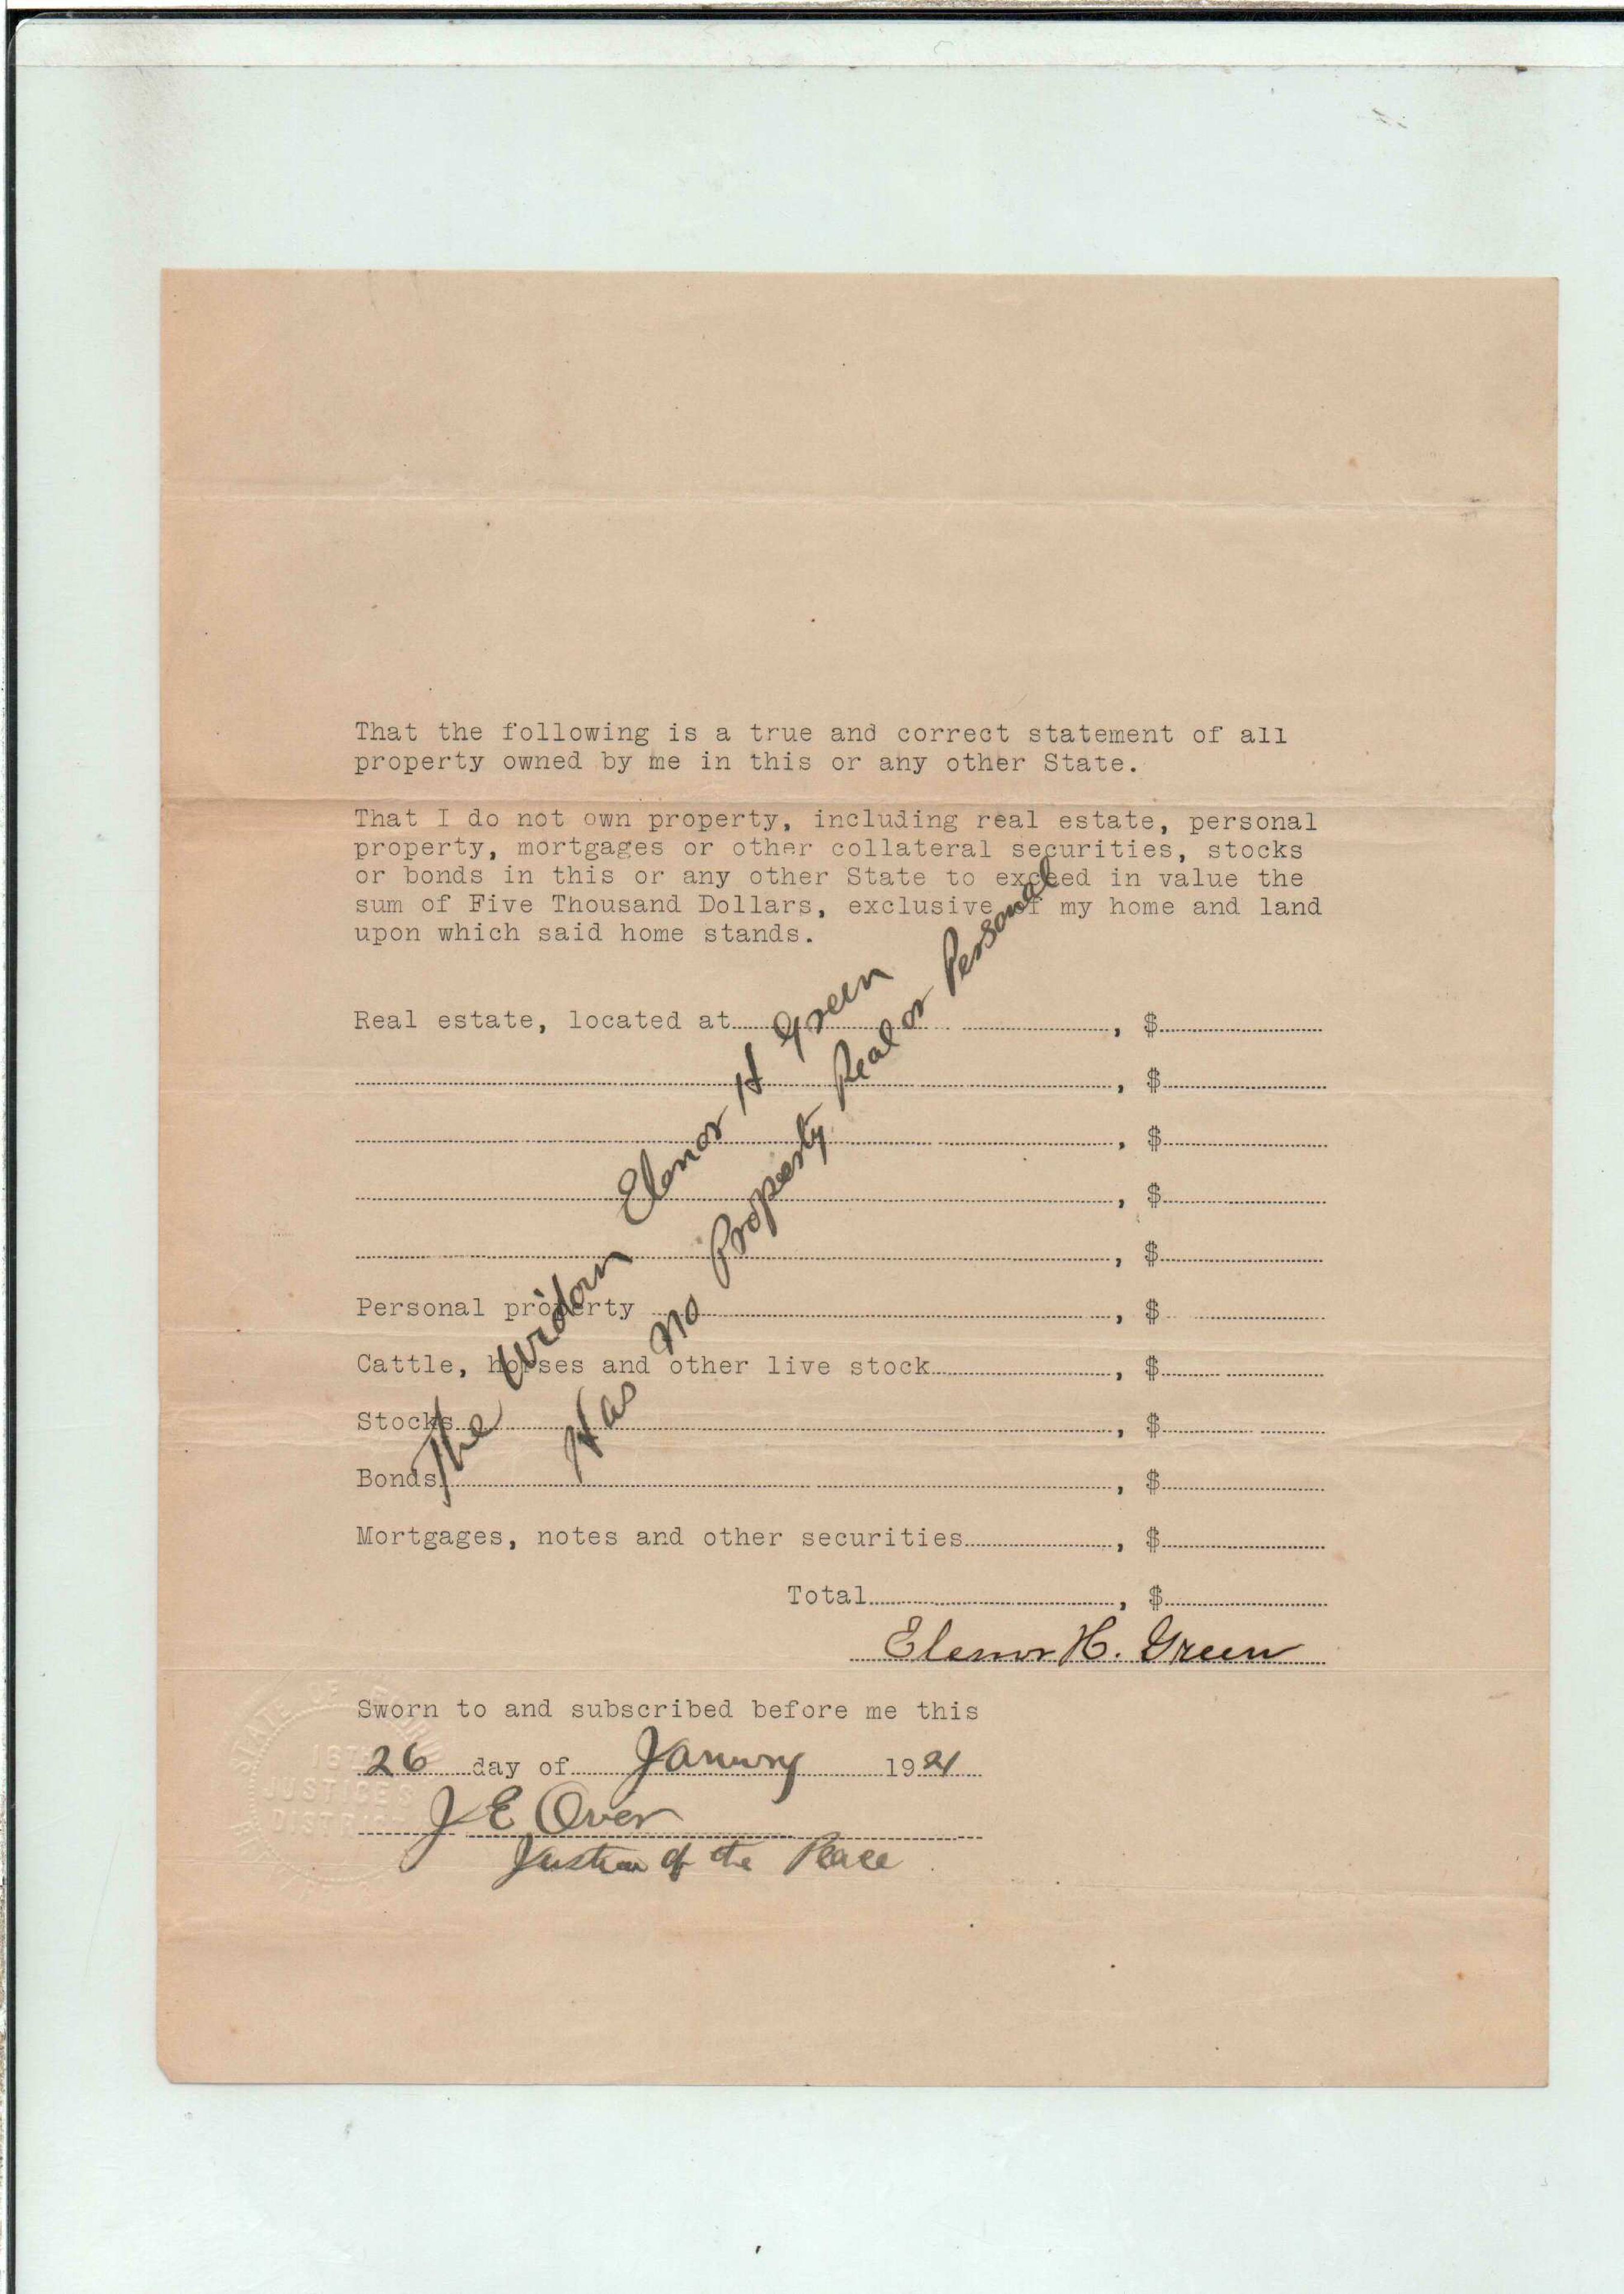 That the following is a true and correct statement of all
property owned by me in this or any other State.
That I do not own property, including real estate, personal
property, mortgages or other collateral securities, stocks
or bonds in this or any other State to exceed in value the
sum of Five Thousand Dollars, exclusive of my home and land
upon which said home stands.
The Widow Elenor H Green
Has no Property Real or Personal
Real estate, located at , $
, $
, $
, $
, $
Personal property , $
Cattle, horses and other live stock , $
Stocks , $
Bonds , $
Mortgages, notes and other securities , $
Total , $
Elenor H. Green
Sworn to and subscribed before me this
26 day of January 1921
J E Over
Justice of the Peace
STATE OF
16TH
JUSTICES
DISTRICT